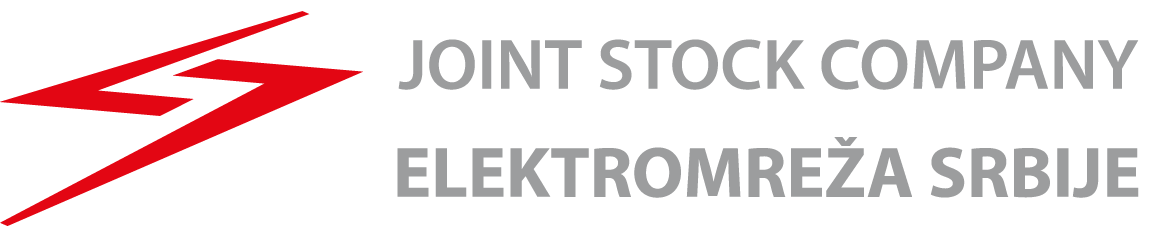 JOINT STOCK COMPANY
ELEKTROMREŽA SRBIJE